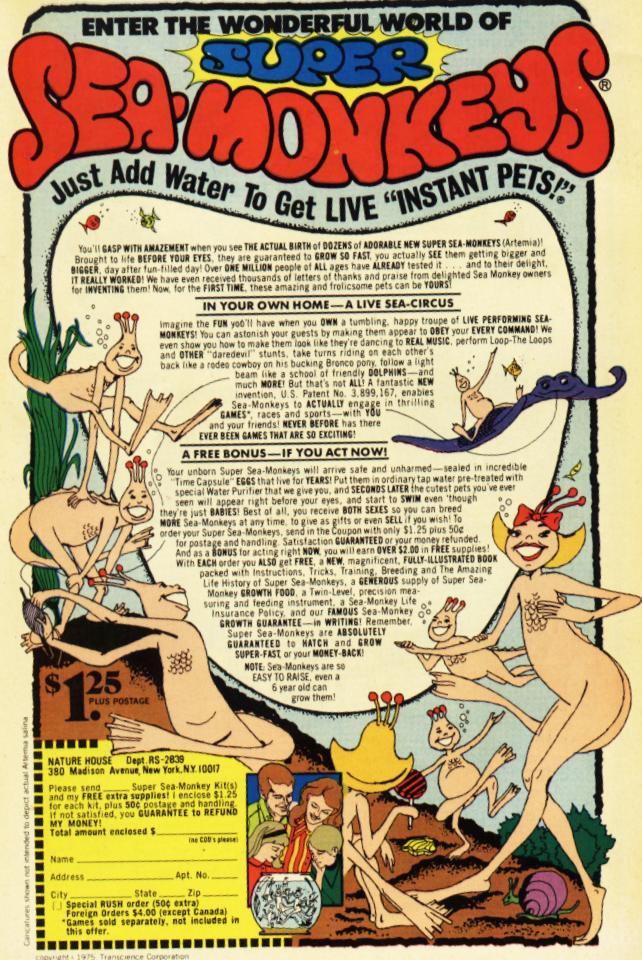 ENTER THE WONDERFUL WORLD OF
SUPER
SEA-MONKEYS®
Just Add Water To Get LIVE "INSTANT PETS!"®
You'll GASP WITH AMAZEMENT when you see THE ACTUAL BIRTH of DOZENS of ADORABLE NEW SUPER SEA-MONKEYS (Artemia)!
Brought to life BEFORE YOUR EYES, they are guaranteed to GROW SO FAST, you actually SEE them getting bigger and
BIGGER, day after fun-filled day! Over ONE MILLION people of ALL ages have ALREADY tested it . . . and to their delight,
IT REALLY WORKED! We have even received thousands of letters of thanks and praise from delighted Sea Monkey owners
for INVENTING them! Now, for the FIRST TIME, these amazing and frolicsome pets can be YOURS!
IN YOUR OWN HOME—A LIVE SEA-CIRCUS
Imagine the FUN you'll have when you OWN a tumbling, happy troupe of LIVE PERFORMING SEA-
MONKEYS! You can astonish your guests by making them appear to OBEY your EVERY COMMAND! We
even show you how to make them look like they're dancing to REAL MUSIC, perform Loop-The Loops
and OTHER "daredevil" stunts, take turns riding on each other's
back like a rodeo cowboy on his bucking Bronco pony, follow a light
beam like a school of friendly DOLPHINS—and
much MORE! But that's not ALL! A fantastic NEW
invention, U.S. Patent No. 3,899,167, enables
Sea-Monkeys to ACTUALLY engage in thrilling
GAMES*, races and sports—with YOU
and your friends! NEVER BEFORE has there
EVER BEEN GAMES THAT ARE SO EXCITING!
A FREE BONUS—IF YOU ACT NOW!
Your unborn Super Sea-Monkeys will arrive safe and unharmed—sealed in incredible
"Time Capsule" EGGS that live for YEARS! Put them in ordinary tap water pre-treated with
special Water Purifier that we give you, and SECONDS LATER the cutest pets you've ever
seen will appear right before your eyes, and start to SWIM even 'though
they're just BABIES! Best of all, you receive BOTH SEXES so you can breed
MORE Sea-Monkeys at any time, to give as gifts or even SELL if you wish! To
order your Super Sea-Monkeys, send in the Coupon with only $1.25 plus 50¢
for postage and handling. Satisfaction GUARANTEED or your money refunded.
And as a BONUS for acting right NOW, you will earn OVER $2.00 in FREE supplies!
With EACH order you ALSO get FREE, a NEW, magnificent, FULLY-ILLUSTRATED BOOK
packed with Instructions, Tricks, Training, Breeding and The Amazing
Life History of Super Sea-Monkeys, a GENEROUS supply of Super Sea-
Monkey GROWTH FOOD, a Twin-Level, precision mea-
suring and feeding instrument, a Sea-Monkey Life
Insurance Policy, and our FAMOUS Sea-Monkey
GROWTH GUARANTEE—in WRITING! Remember,
Super Sea-Monkeys are ABSOLUTELY
GUARANTEED to HATCH and GROW
SUPER-FAST, or your MONEY-BACK!
NOTE: Sea-Monkeys are so
EASY TO RAISE, even a
6 year old can
grow them!
$1.25
PLUS POSTAGE
NATURE HOUSE Dept. RS-2839
380 Madison Avenue, New York, N.Y. 10017
Please send ____ Super Sea-Monkey Kit(s)
and my FREE extra supplies! I enclose $1.25
for each kit, plus 50¢ postage and handling.
If not satisfied, you GUARANTEE to REFUND
MY MONEY!
Total amount enclosed $____
(no COD's please)
Name____
Address____ Apt. No.____
City____ State____ Zip____
( ) Special RUSH order (50¢ extra)
Foreign Orders $4.00 (except Canada)
*Games sold separately, not included in
this offer.
Caricatures shown not intended to depict actual Artemia salina
copyright 1975 Transcience Corporation